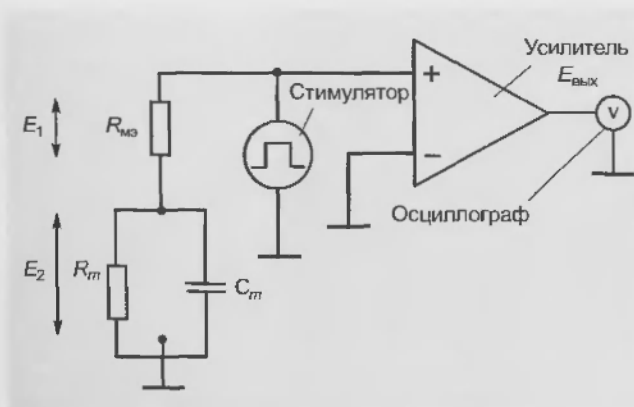 Усилитель
Eвых
Стимулятор
+
E₁
Rмэ
V
−
Осциллограф
E₂
Rm
Cm